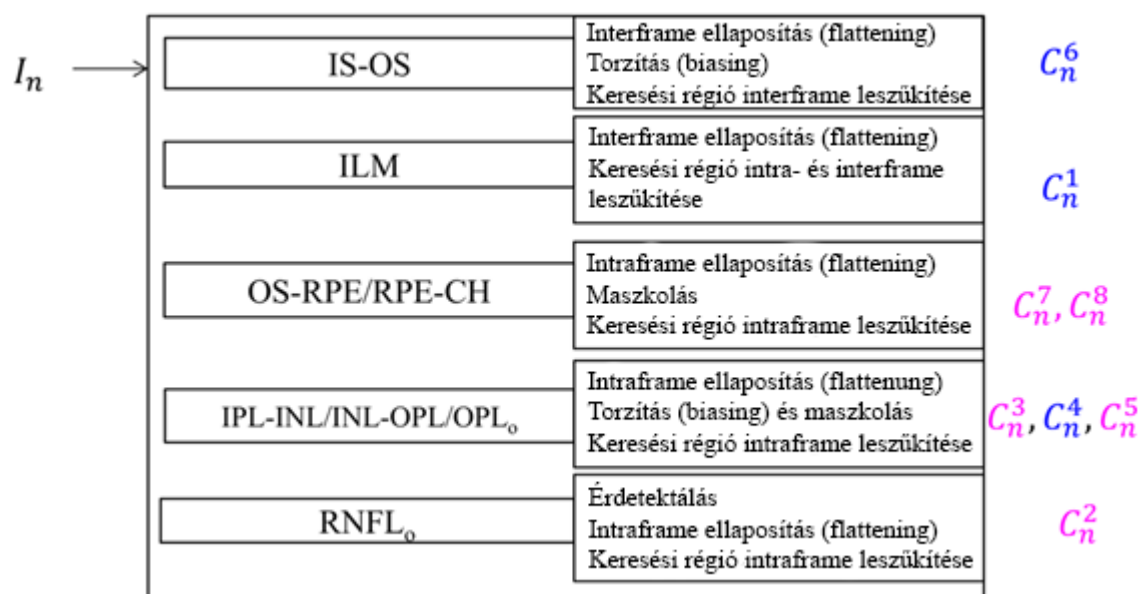 I_n
IS-OS
Interframe ellaposítás (flattening)
Torzítás (biasing)
Keresési régió interframe leszűkítése
C_n^6
ILM
Interframe ellaposítás (flattening)
Keresési régió intra- és interframe
leszűkítése
C_n^1
OS-RPE/RPE-CH
Intraframe ellaposítás (flattening)
Maszkolás
Keresési régió intraframe leszűkítése
C_n^7, C_n^8
IPL-INL/INL-OPL/OPL_o
Intraframe ellaposítás (flattenung)
Torzítás (biasing) és maszkolás
Keresési régió intraframe leszűkítése
C_n^3, C_n^4, C_n^5
RNFL_o
Érdetektálás
Intraframe ellaposítás (flattening)
Keresési régió intraframe leszűkítése
C_n^2